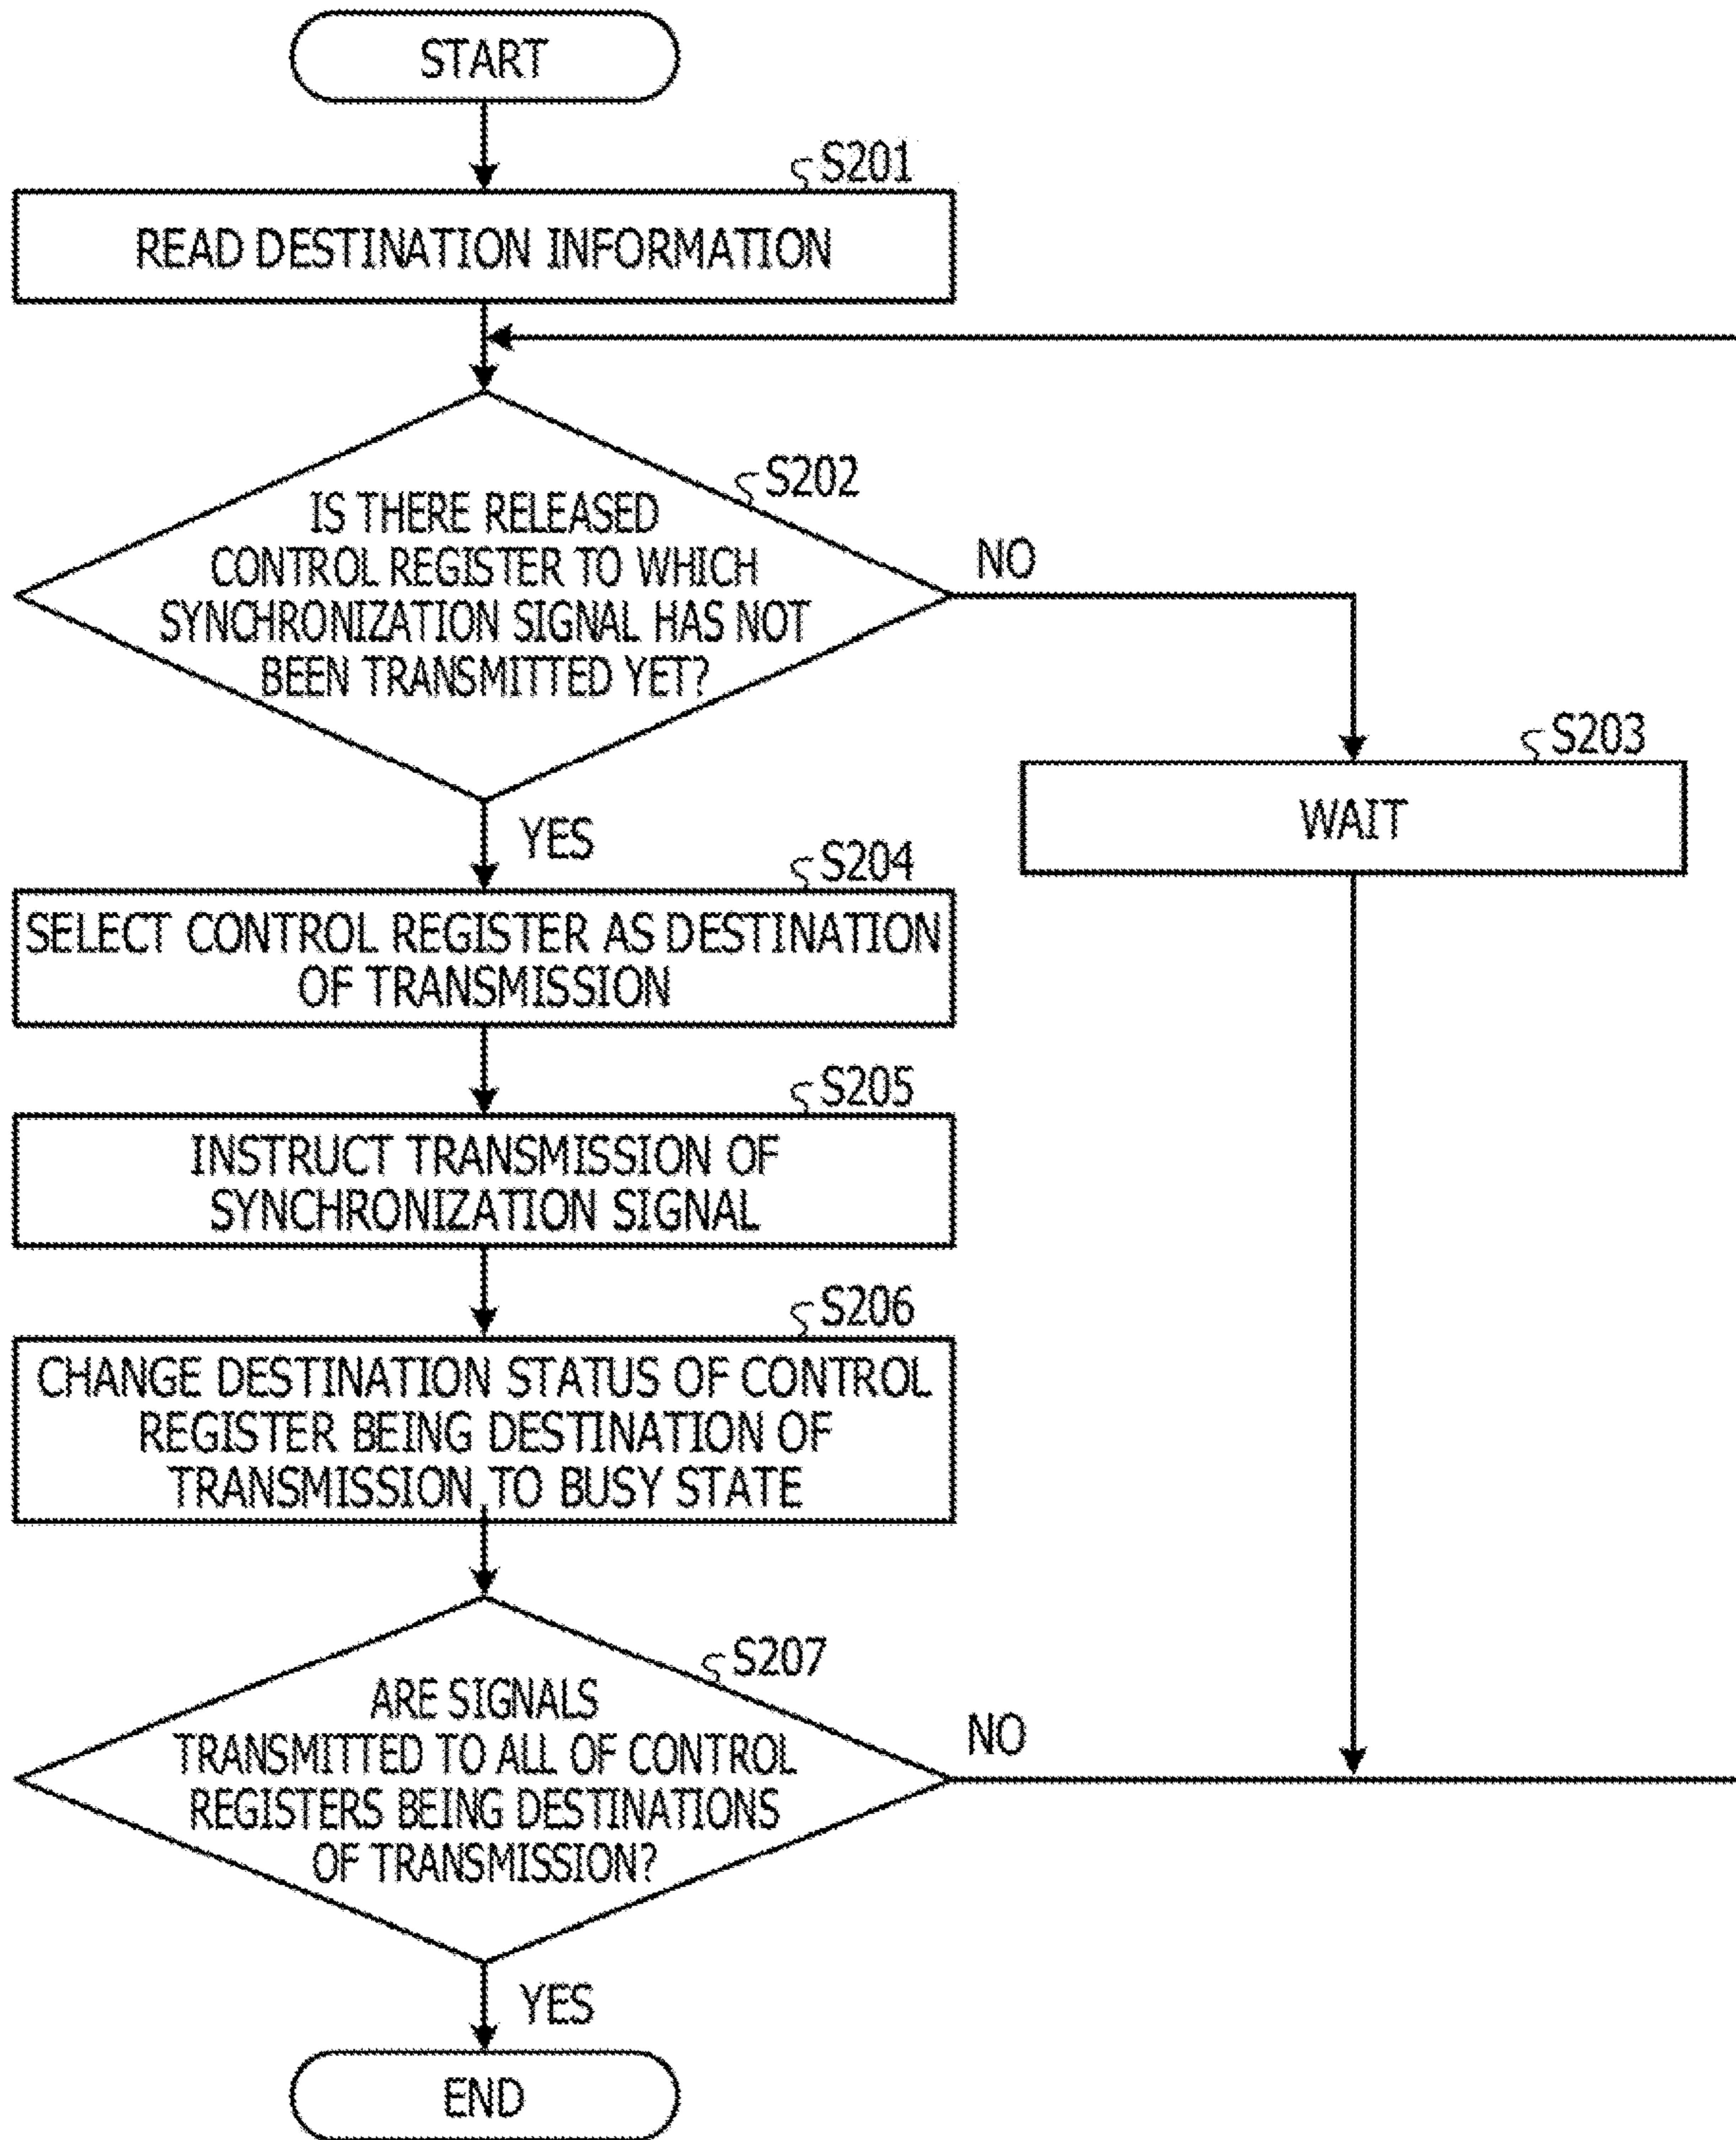 START
S201
READ DESTINATION INFORMATION
S202
IS THERE RELEASED
CONTROL REGISTER TO WHICH
SYNCHRONIZATION SIGNAL HAS NOT
BEEN TRANSMITTED YET?
NO
YES
S203
WAIT
S204
SELECT CONTROL REGISTER AS DESTINATION
OF TRANSMISSION
S205
INSTRUCT TRANSMISSION OF
SYNCHRONIZATION SIGNAL
S206
CHANGE DESTINATION STATUS OF CONTROL
REGISTER BEING DESTINATION OF
TRANSMISSION TO BUSY STATE
S207
ARE SIGNALS
TRANSMITTED TO ALL OF CONTROL
REGISTERS BEING DESTINATIONS
OF TRANSMISSION?
NO
YES
END